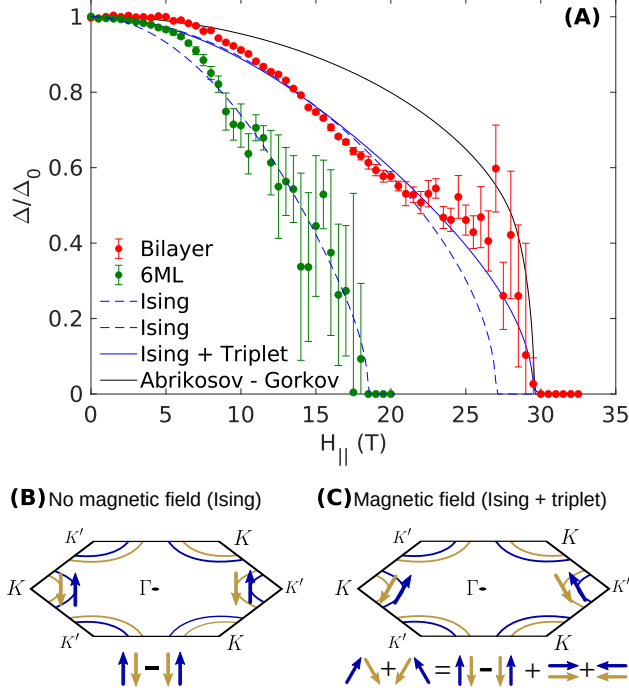 (A)
1
0.8
0.6
0.4
0.2
0
Δ/Δ0
Bilayer
6ML
Ising
Ising
Ising + Triplet
Abrikosov - Gorkov
0 5 10 15 20 25 30 35
H|| (T)
(B) No magnetic field (Ising)
K′ K
K Γ K′
K′ K
–
(C) Magnetic field (Ising + triplet)
K′ K
K Γ K′
K′ K
+ = – + +